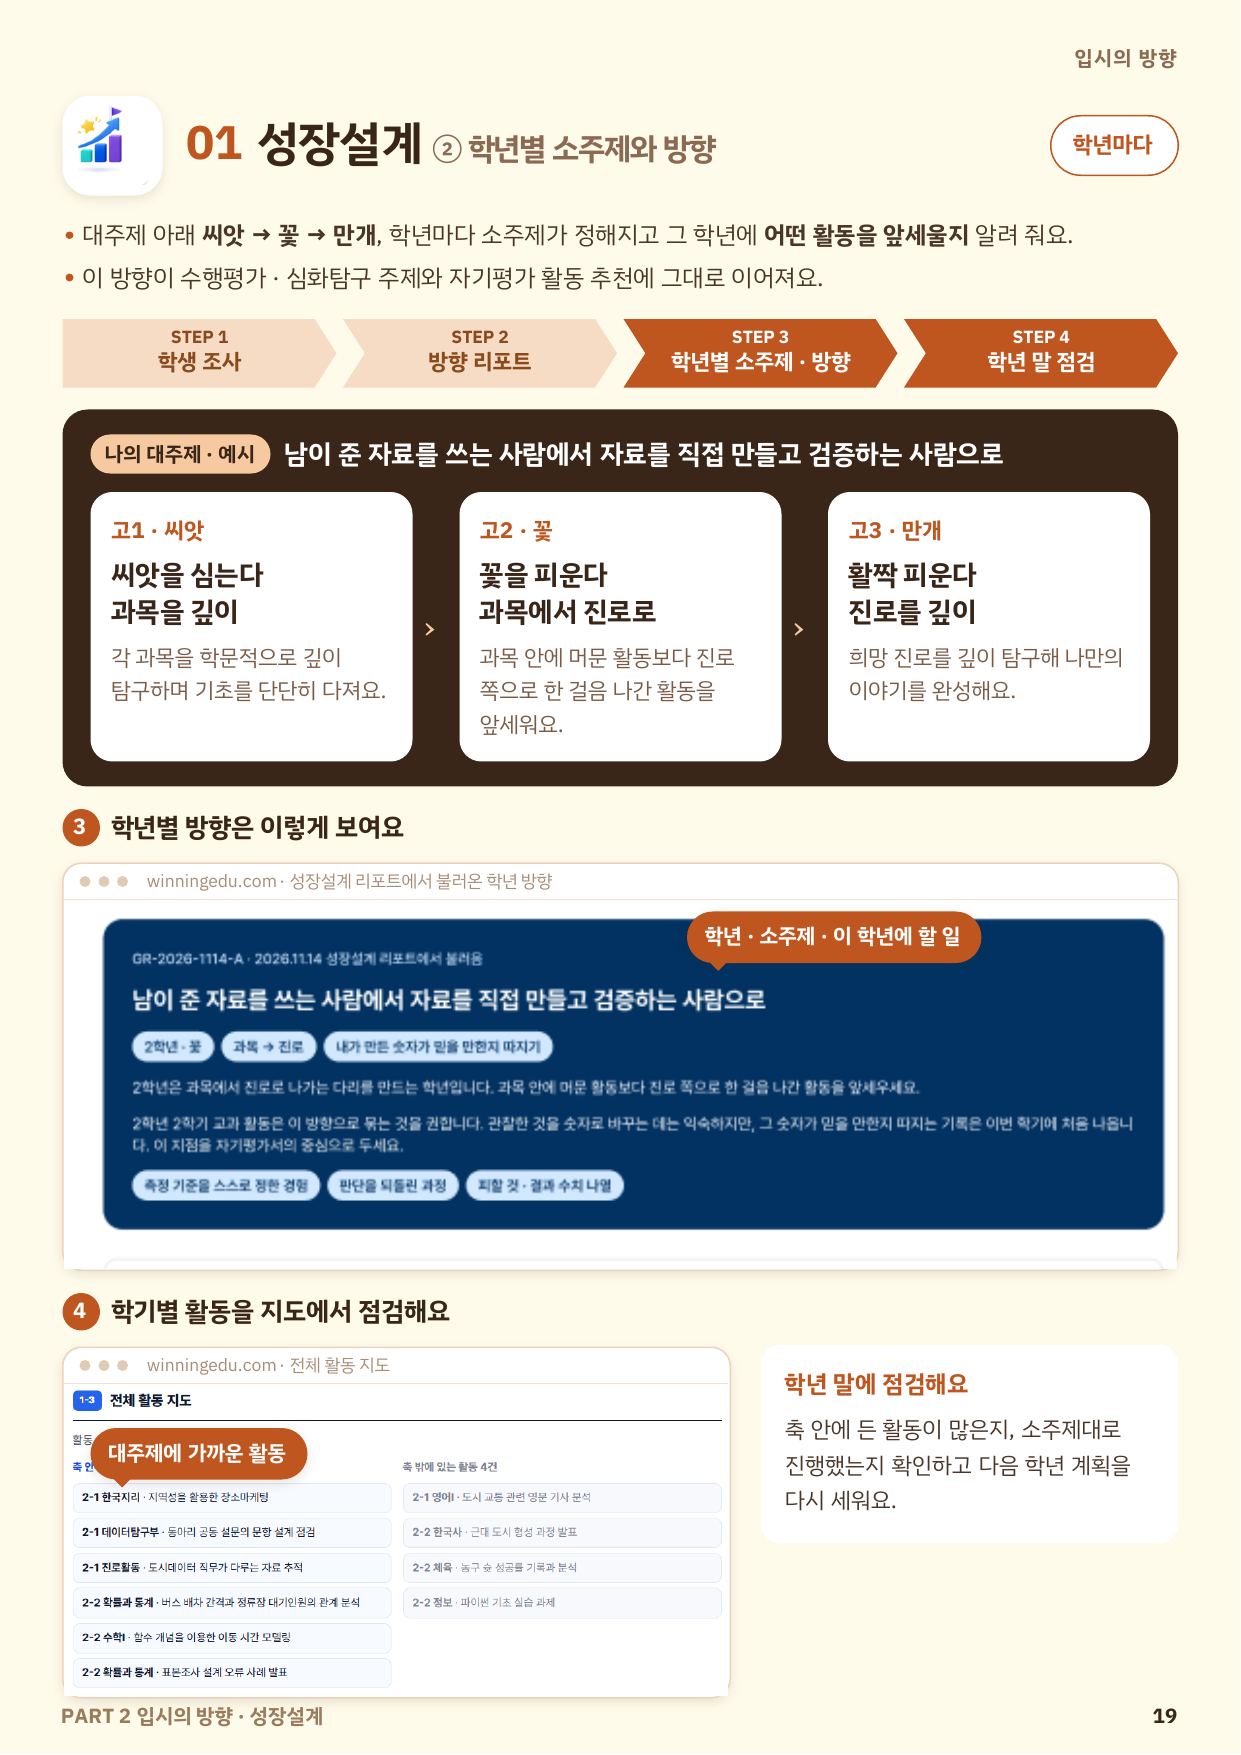 입시의 방향
01 성장설계 ② 학년별 소주제와 방향
학년마다
• 대주제 아래 씨앗 → 꽃 → 만개, 학년마다 소주제가 정해지고 그 학년에 어떤 활동을 앞세울지 알려 줘요.
• 이 방향이 수행평가 · 심화탐구 주제와 자기평가 활동 추천에 그대로 이어져요.
STEP 1
학생 조사
STEP 2
방향 리포트
STEP 3
학년별 소주제 · 방향
STEP 4
학년 말 점검
나의 대주제 · 예시
남이 준 자료를 쓰는 사람에서 자료를 직접 만들고 검증하는 사람으로
고1 · 씨앗
씨앗을 심는다
과목을 깊이
각 과목을 학문적으로 깊이
탐구하며 기초를 단단히 다져요.
›
고2 · 꽃
꽃을 피운다
과목에서 진로로
과목 안에 머문 활동보다 진로
쪽으로 한 걸음 나간 활동을
앞세워요.
›
고3 · 만개
활짝 피운다
진로를 깊이
희망 진로를 깊이 탐구해 나만의
이야기를 완성해요.
3 학년별 방향은 이렇게 보여요
winningedu.com · 성장설계 리포트에서 불러온 학년 방향
학년 · 소주제 · 이 학년에 할 일
GR-2026-1114-A · 2026.11.14 성장설계 리포트에서 불러옴
남이 준 자료를 쓰는 사람에서 자료를 직접 만들고 검증하는 사람으로
2학년 · 꽃
과목 → 진로
내가 만든 숫자가 믿을 만한지 따지기
2학년은 과목에서 진로로 나가는 다리를 만드는 학년입니다. 과목 안에 머문 활동보다 진로 쪽으로 한 걸음 나간 활동을 앞세우세요.
2학년 2학기 교과 활동은 이 방향으로 묶는 것을 권합니다. 관찰한 것을 숫자로 바꾸는 데는 익숙하지만, 그 숫자가 믿을 만한지 따지는 기록은 이번 학기에 처음 나옵니
다. 이 지점을 자기평가서의 중심으로 두세요.
측정 기준을 스스로 정한 경험
판단을 되돌린 과정
피할 것 · 결과 수치 나열
4 학기별 활동을 지도에서 점검해요
winningedu.com · 전체 활동 지도
1-3 전체 활동 지도
활동
대주제에 가까운 활동
축 안
2-1 한국지리 · 지역성을 활용한 장소마케팅
2-1 데이터탐구부 · 동아리 공동 설문의 문항 설계 점검
2-1 진로활동 · 도시데이터 직무가 다루는 자료 추적
2-2 확률과 통계 · 버스 배차 간격과 정류장 대기인원의 관계 분석
2-2 수학I · 함수 개념을 이용한 이동 시간 모델링
2-2 확률과 통계 · 표본조사 설계 오류 사례 발표
축 밖에 있는 활동 4건
2-1 영어I · 도시 교통 관련 영문 기사 분석
2-2 한국사 · 근대 도시 형성 과정 발표
2-2 체육 · 농구 슛 성공률 기록과 분석
2-2 정보 · 파이썬 기초 실습 과제
학년 말에 점검해요
축 안에 든 활동이 많은지, 소주제대로
진행했는지 확인하고 다음 학년 계획을
다시 세워요.
PART 2 입시의 방향 · 성장설계
19